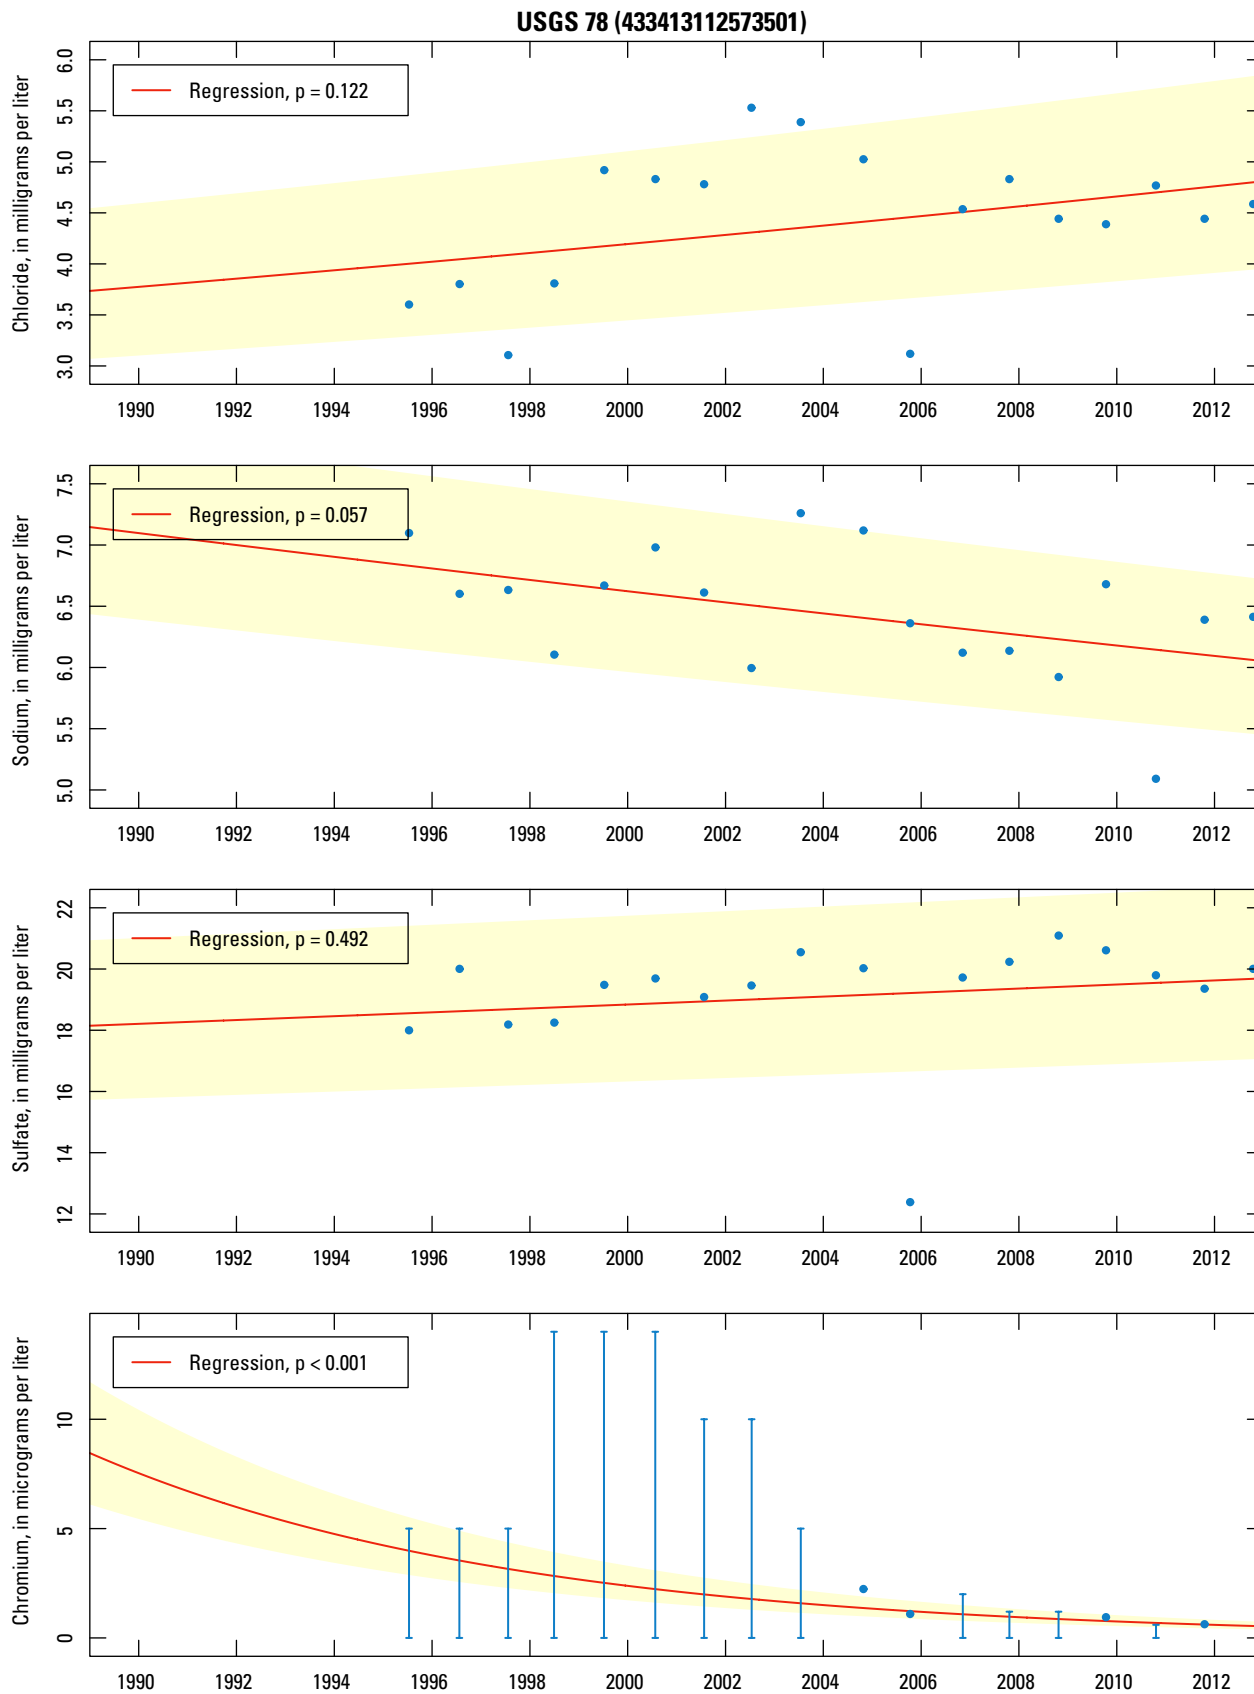 USGS 78 (433413112573501)
Chloride, in milligrams per liter
6.0
5.5
5.0
4.5
4.0
3.5
3.0
Regression, p = 0.122
1990 1992 1994 1996 1998 2000 2002 2004 2006 2008 2010 2012
Sodium, in milligrams per liter
7.5
7.0
6.5
6.0
5.5
5.0
Regression, p = 0.057
1990 1992 1994 1996 1998 2000 2002 2004 2006 2008 2010 2012
Sulfate, in milligrams per liter
22
20
18
16
14
12
Regression, p = 0.492
1990 1992 1994 1996 1998 2000 2002 2004 2006 2008 2010 2012
Chromium, in micrograms per liter
10
5
0
Regression, p < 0.001
1990 1992 1994 1996 1998 2000 2002 2004 2006 2008 2010 2012